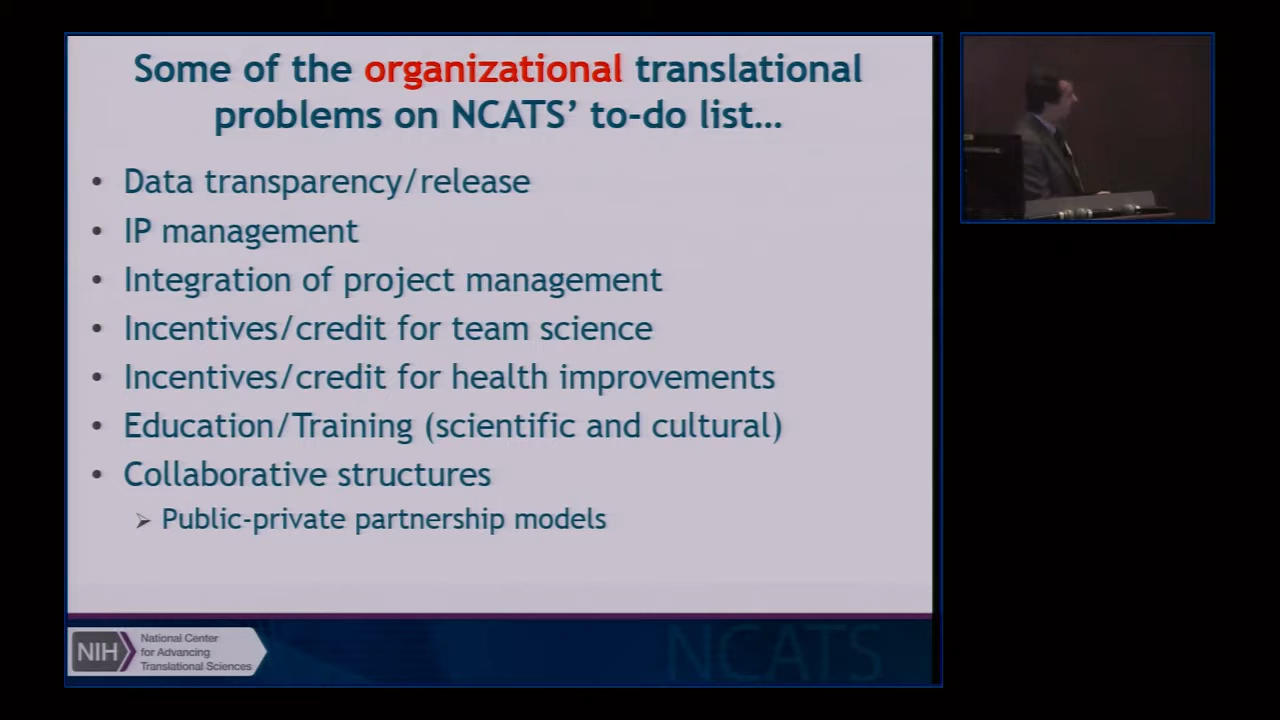 Some of the organizational translational
problems on NCATS’ to-do list…
• Data transparency/release
• IP management
• Integration of project management
• Incentives/credit for team science
• Incentives/credit for health improvements
• Education/Training (scientific and cultural)
• Collaborative structures
➢ Public-private partnership models
NIH
National Center
for Advancing
Translational Sciences
NCATS